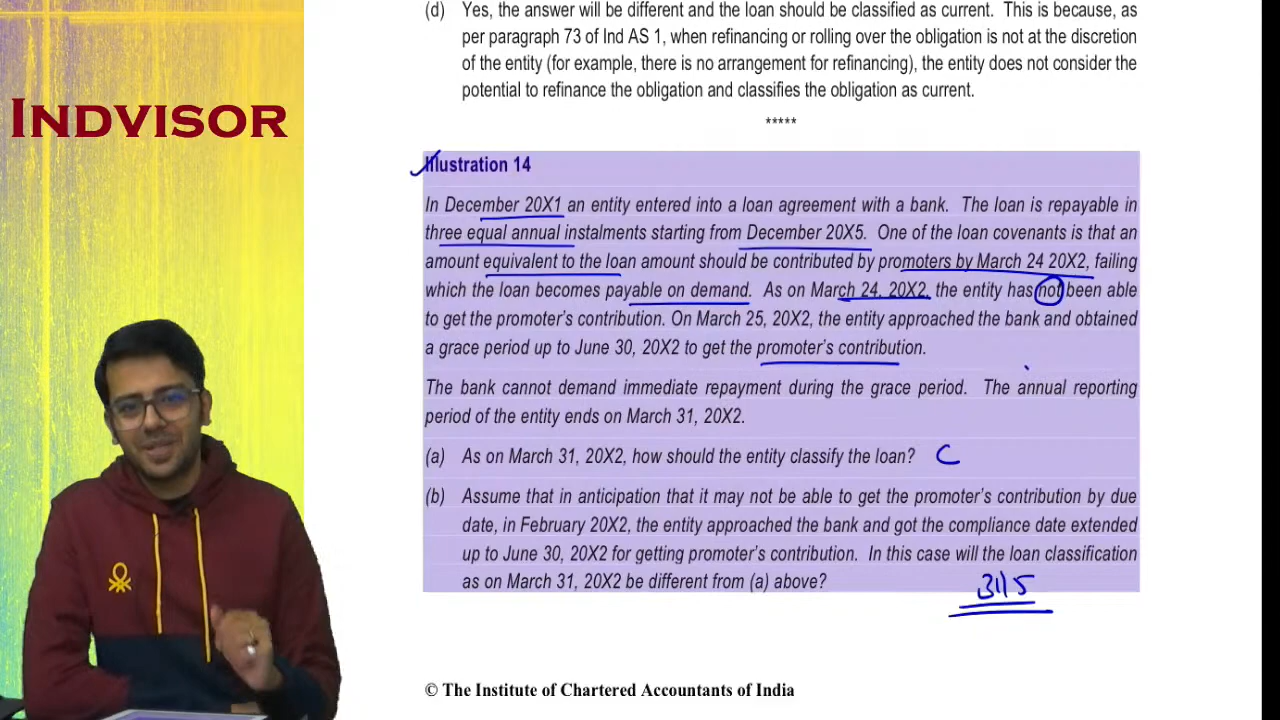 (d) Yes, the answer will be different and the loan should be classified as current. This is because, as
per paragraph 73 of Ind AS 1, when refinancing or rolling over the obligation is not at the discretion
of the entity (for example, there is no arrangement for refinancing), the entity does not consider the
potential to refinance the obligation and classifies the obligation as current.
*****
INDVISOR
Illustration 14
In December 20X1 an entity entered into a loan agreement with a bank. The loan is repayable in
three equal annual instalments starting from December 20X5. One of the loan covenants is that an
amount equivalent to the loan amount should be contributed by promoters by March 24 20X2, failing
which the loan becomes payable on demand. As on March 24, 20X2, the entity has not been able
to get the promoter's contribution. On March 25, 20X2, the entity approached the bank and obtained
a grace period up to June 30, 20X2 to get the promoter's contribution.
The bank cannot demand immediate repayment during the grace period. The annual reporting
period of the entity ends on March 31, 20X2.
(a) As on March 31, 20X2, how should the entity classify the loan? C
(b) Assume that in anticipation that it may not be able to get the promoter's contribution by due
date, in February 20X2, the entity approached the bank and got the compliance date extended
up to June 30, 20X2 for getting promoter's contribution. In this case will the loan classification
as on March 31, 20X2 be different from (a) above?
© The Institute of Chartered Accountants of India